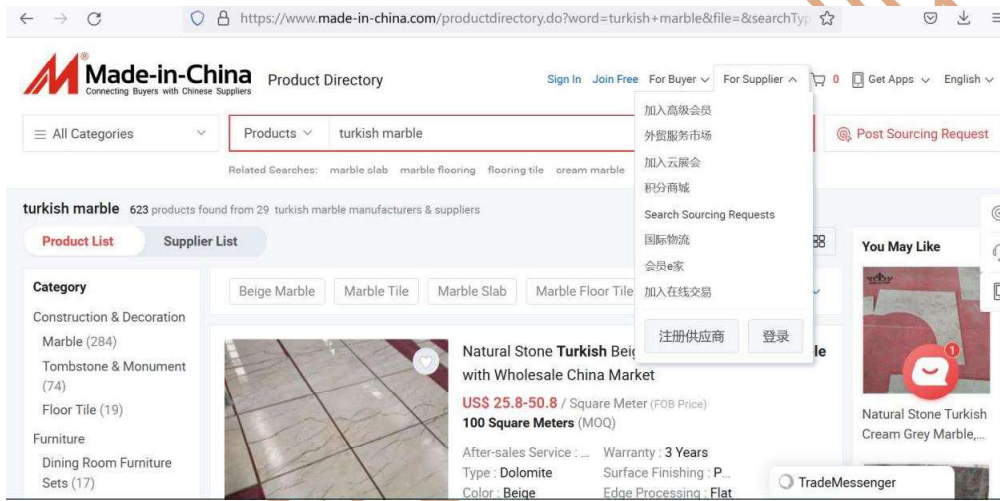 https://www.made-in-china.com/productdirectory.do?word=turkish+marble&file=&searchTyp
Made-in-China
Connecting Buyers with Chinese Suppliers
Product Directory
Sign In Join Free For Buyer For Supplier 0 Get Apps English
All Categories
Products turkish marble
Post Sourcing Request
Related Searches: marble slab marble flooring flooring tile cream marble
加入高级会员
外贸服务市场
加入云展会
积分商城
Search Sourcing Requests
国际物流
会员e家
加入在线交易
注册供应商 登录
turkish marble 623 products found from 29 turkish marble manufacturers & suppliers
Product List Supplier List
You May Like
Category
Construction & Decoration
Marble (284)
Tombstone & Monument
(74)
Floor Tile (19)
Furniture
Dining Room Furniture
Sets (17)
Beige Marble Marble Tile Marble Slab Marble Floor Tile
Natural Stone Turkish
with Wholesale China Market
US$ 25.8-50.8 / Square Meter (FOB Price)
100 Square Meters (MOQ)
After-sales Service : ... Warranty : 3 Years
Type : Dolomite Surface Finishing : P...
Color : Beige Edge Processing : Flat
1
Natural Stone Turkish
Cream Grey Marble,...
TradeMessenger